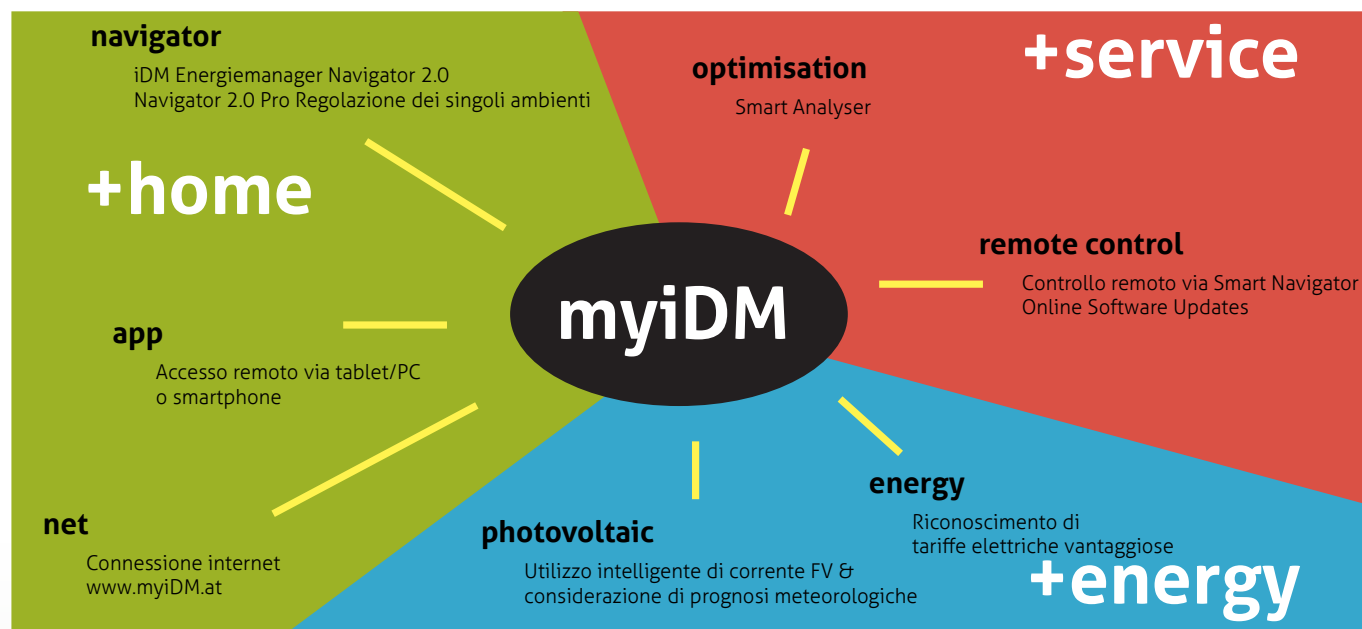 navigator
iDM Energiemanager Navigator 2.0
Navigator 2.0 Pro Regolazione dei singoli ambienti
+home
app
Accesso remoto via tablet/PC
o smartphone
net
Connessione internet
www.myiDM.at
myiDM
+service
optimisation
Smart Analyser
remote control
Controllo remoto via Smart Navigator
Online Software Updates
photovoltaic
Utilizzo intelligente di corrente FV &
considerazione di prognosi meteorologiche
energy
Riconoscimento di
tariffe elettriche vantaggiose
+energy